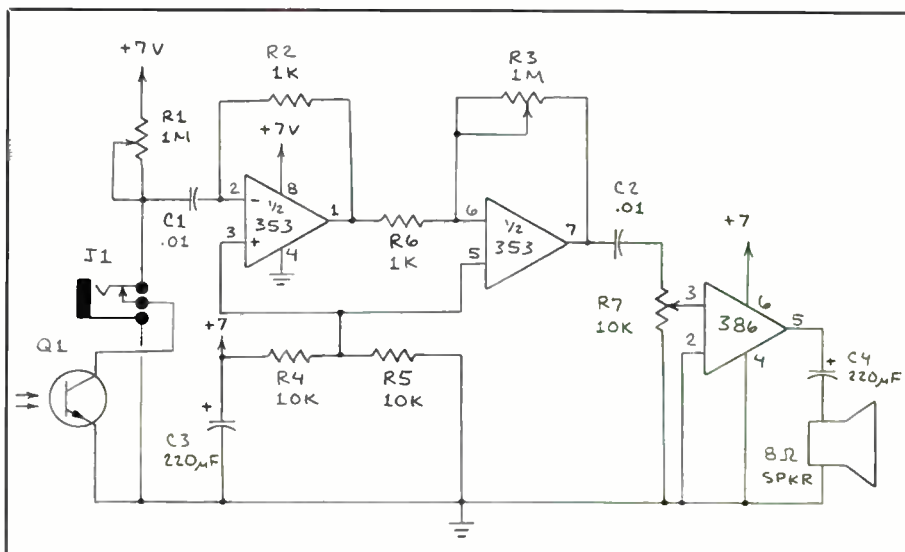 +7V
R1
1M
J1
Q1
C1
.01
R2
1K
+7V
2
-
8
1/2
353
1
3
+
4
R6
1K
R3
1M
6
1/2
353
7
5
C2
.01
+7
R4
10K
R5
10K
+
C3
220μF
R7
10K
+7
3
6
386
5
2
4
+
C4
220μF
8Ω
SPKR